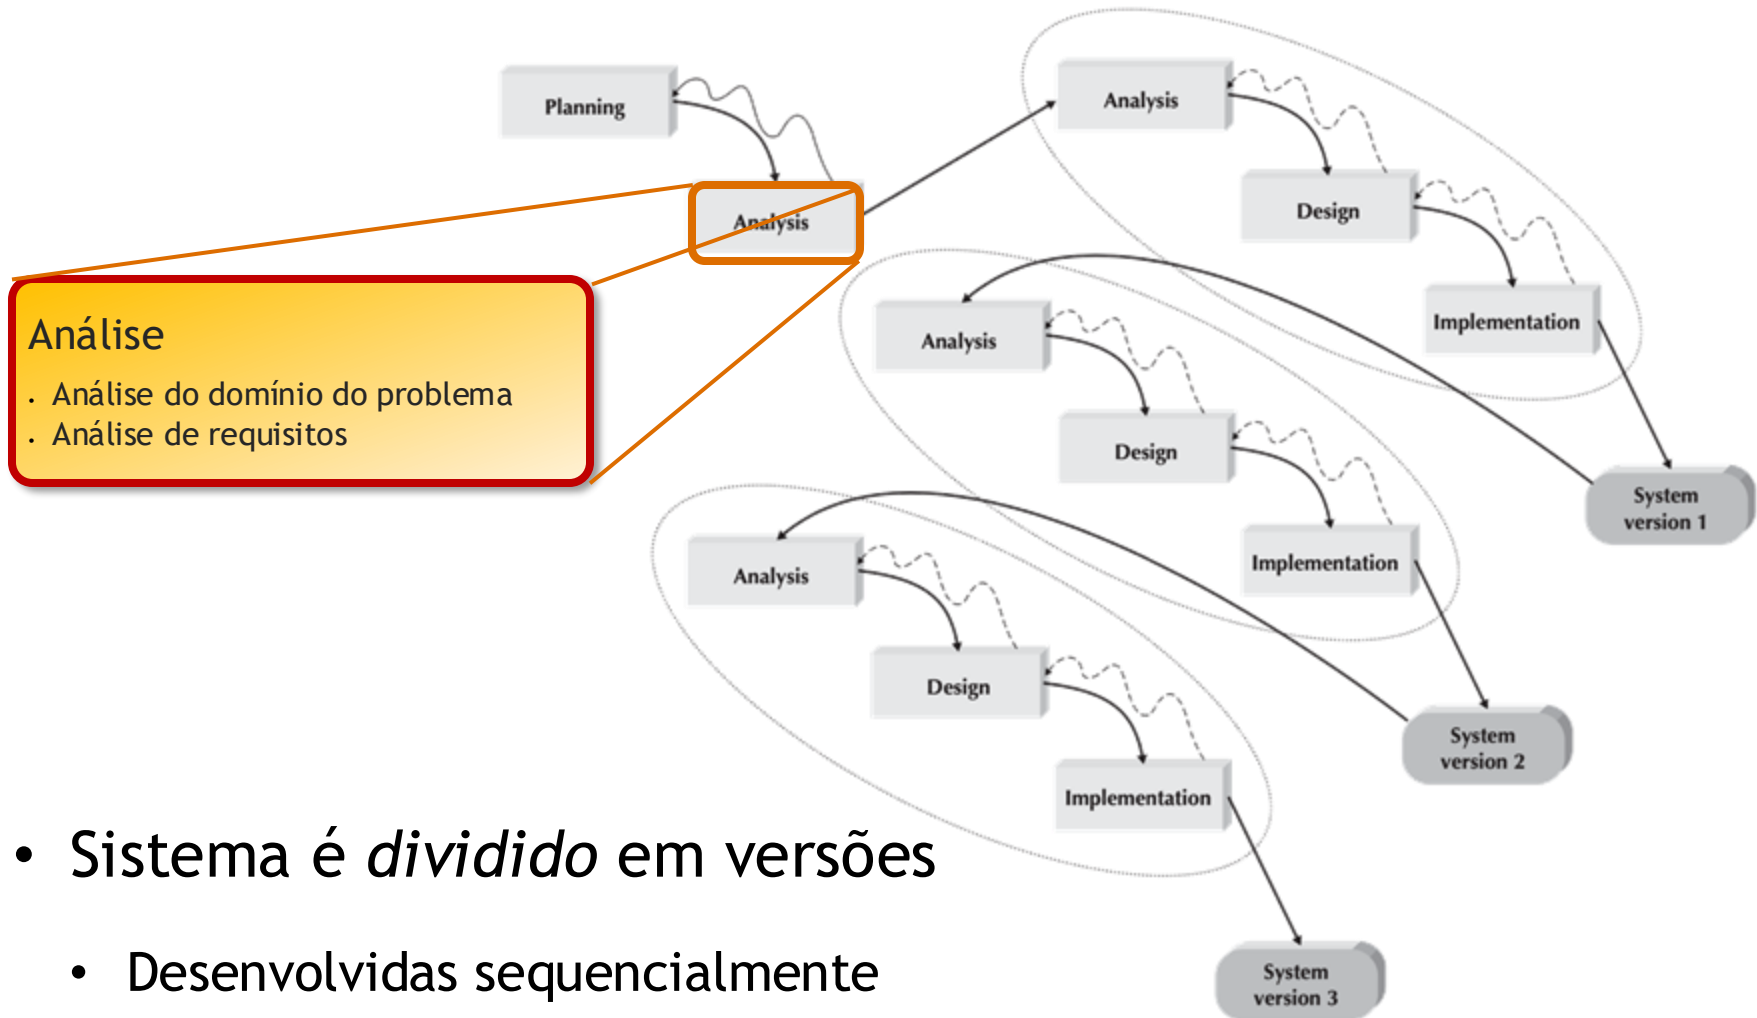 Planning
Analysis
Análise
• Análise do domínio do problema
• Análise de requisitos
Analysis
Design
Implementation
System
version 1
Analysis
Design
Implementation
System
version 2
Analysis
Design
Implementation
System
version 3
• Sistema é dividido em versões
• Desenvolvidas sequencialmente